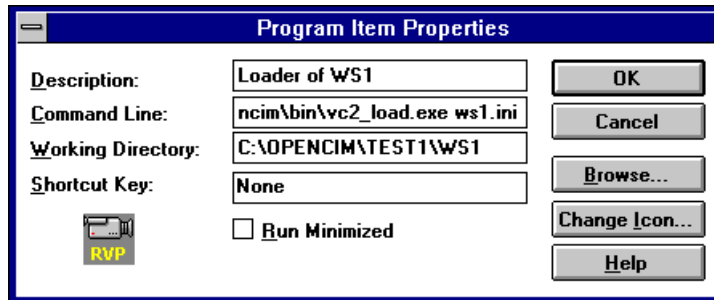 Program Item Properties
Description: Loader of WS1
Command Line: ncim\bin\vc2_load.exe ws1.ini
Working Directory: C:\OPENCIM\TEST1\WS1
Shortcut Key: None
RVP
Run Minimized
OK
Cancel
Browse...
Change Icon...
Help